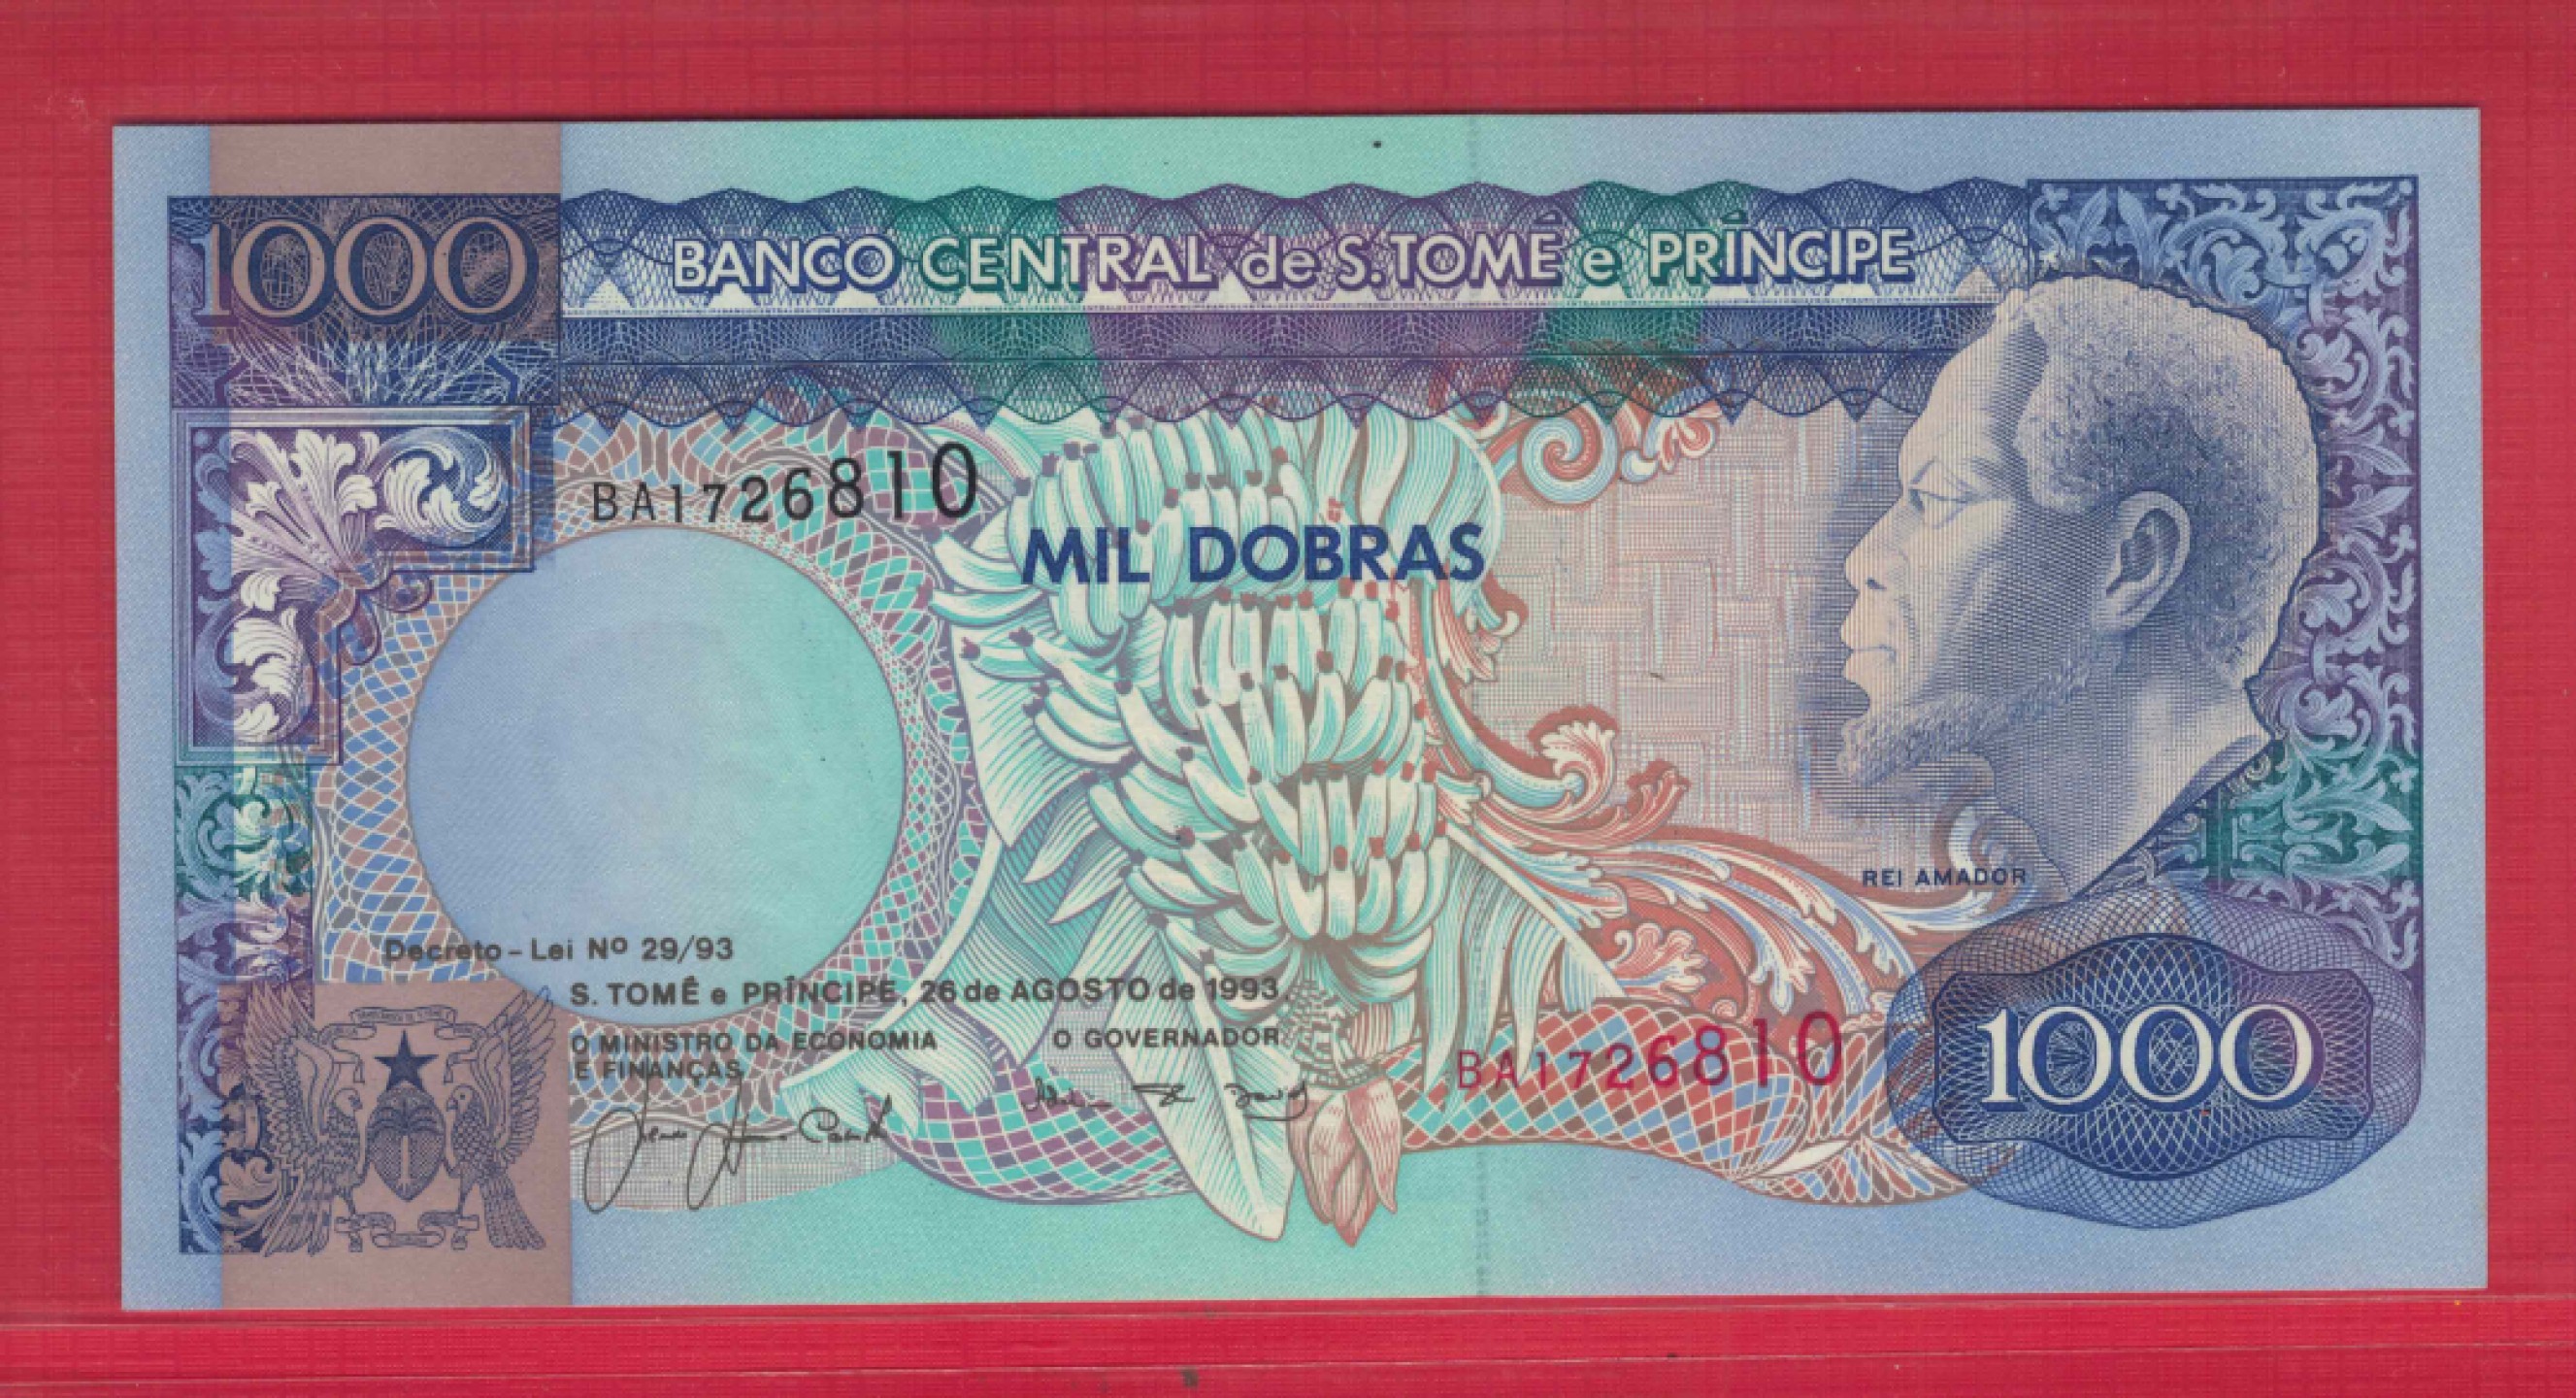 1000
BANCO CENTRAL de S.TOMÉ e PRÍNCIPE
BA1726810
MIL DOBRAS
REI AMADOR
Decreto-Lei Nº 29/93
S. TOMÉ e PRÍNCIPE, 26 de AGOSTO de 1993
O MINISTRO DA ECONOMIA
E FINANÇAS
O GOVERNADOR
BA1726810
1000